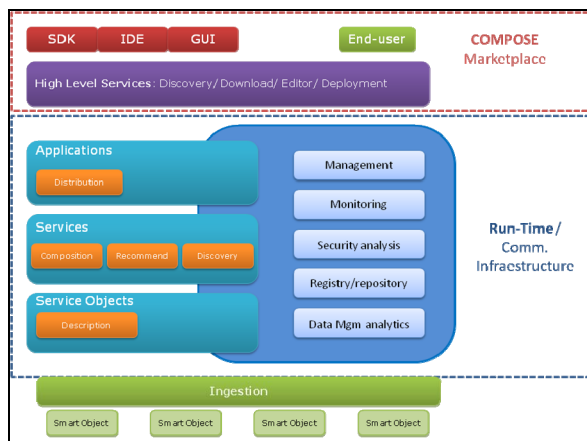 SDK IDE GUI End-user
COMPOSE
Marketplace
High Level Services: Discovery/ Download/ Editor/ Deployment
Applications
Distribution
Services
Composition Recommend Discovery
Service Objects
Description
Management
Monitoring
Security analysis
Registry/repository
Data Mgm analytics
Run-Time/
Comm.
Infraestructure
Ingestion
Smart Object Smart Object Smart Object Smart Object